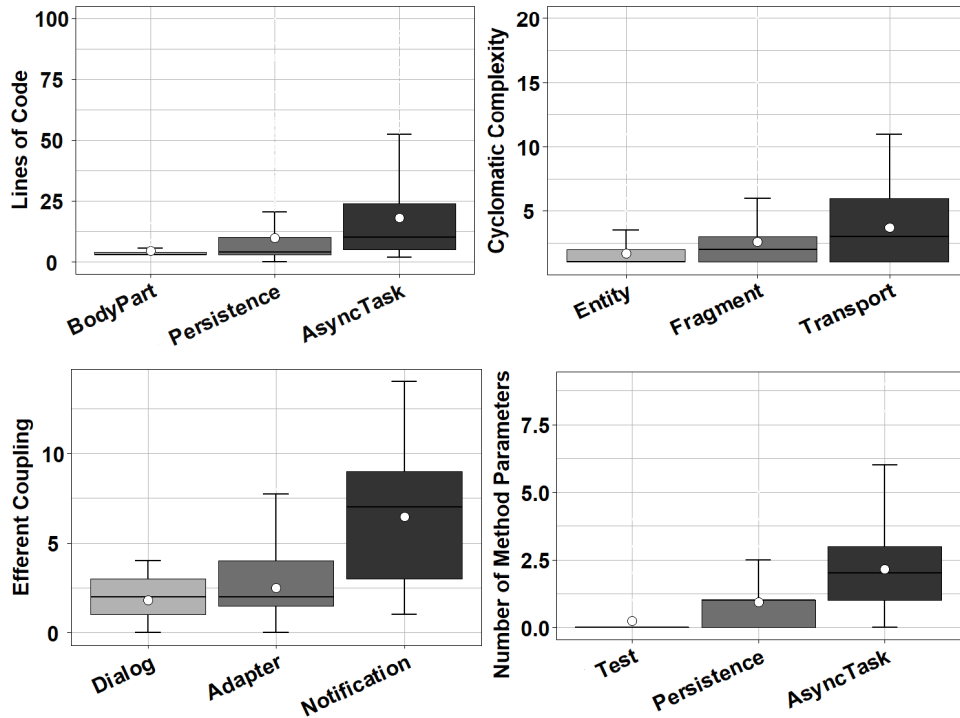 Lines of Code
100
75
50
25
0
BodyPart
Persistence
AsyncTask
Cyclomatic Complexity
20
15
10
5
Entity
Fragment
Transport
Efferent Coupling
10
5
0
Dialog
Adapter
Notification
Number of Method Parameters
7.5
5.0
2.5
0.0
Test
Persistence
AsyncTask